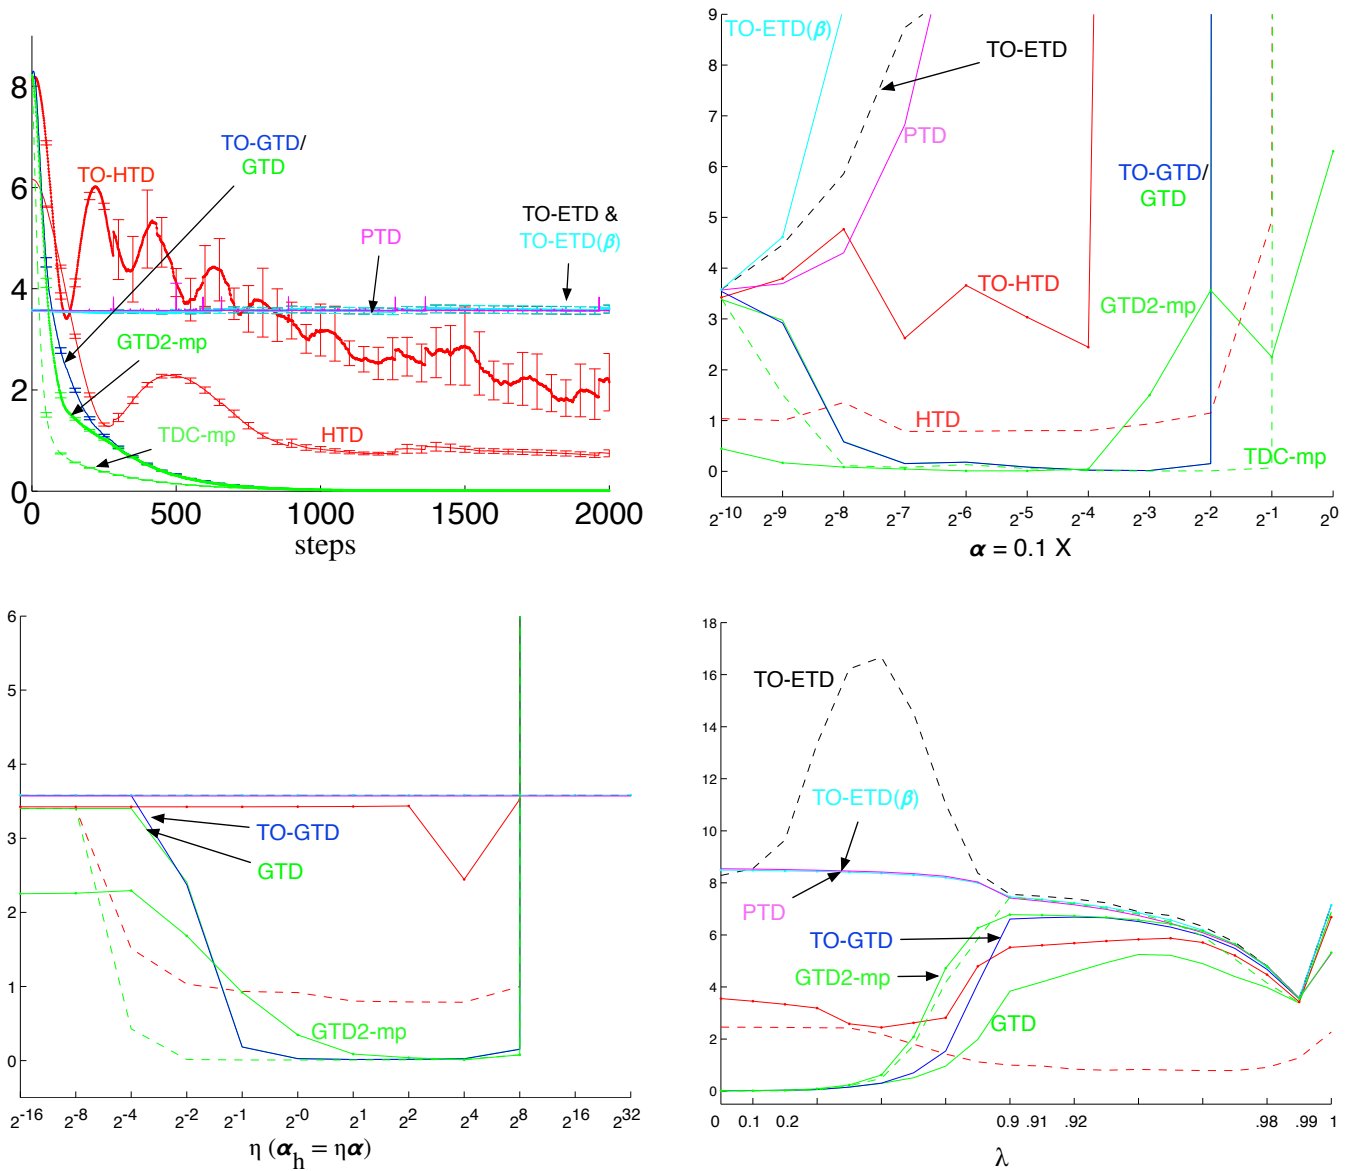 8
6
4
2
0
0
500
1000
1500
2000
steps
TO-HTD
TO-GTD/
GTD
PTD
TO-ETD &
TO-ETD(β)
GTD2-mp
TDC-mp
HTD
9
8
7
6
5
4
3
2
1
0
TO-ETD(β)
TO-ETD
PTD
TO-GTD/
GTD
TO-HTD
GTD2-mp
HTD
TDC-mp
2^-10
2^-9
2^-8
2^-7
2^-6
2^-5
2^-4
2^-3
2^-2
2^-1
2^0
α = 0.1 X
6
5
4
3
2
1
0
TO-GTD
GTD
GTD2-mp
2^-16
2^-8
2^-4
2^-2
2^-1
2^-0
2^1
2^2
2^4
2^8
2^16
2^32
η (α_h = ηα)
18
16
14
12
10
8
6
4
2
0
TO-ETD
TO-ETD(β)
PTD
TO-GTD
GTD2-mp
GTD
0
0.1
0.2
0.9
.91
.92
.98
.99
1
λ